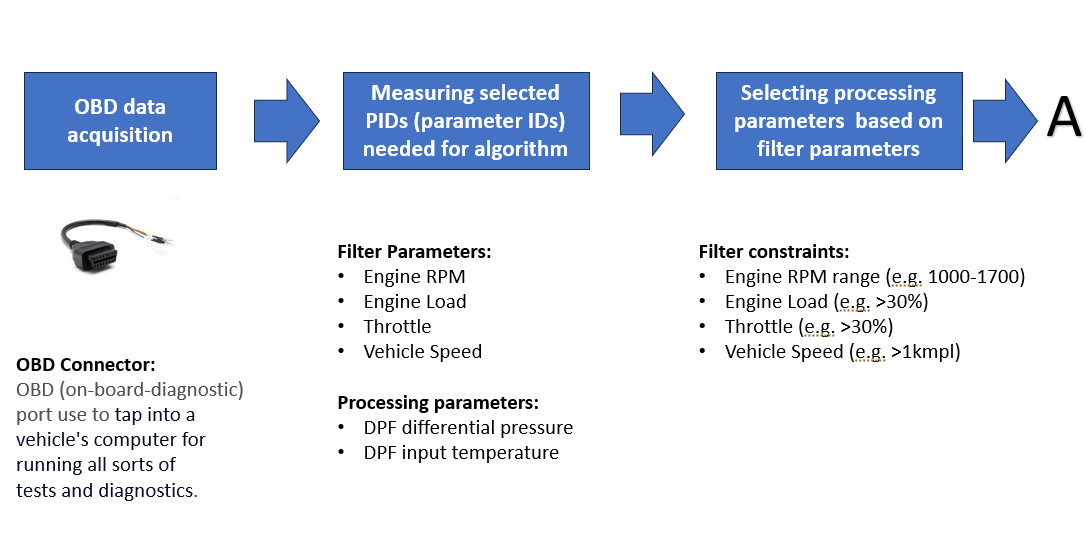 OBD data
acquisition
Measuring selected
PIDs (parameter IDs)
needed for algorithm
Selecting processing
parameters  based on
filter parameters
A
OBD Connector:
OBD (on-board-diagnostic)
port use to tap into a
vehicle's computer for
running all sorts of
tests and diagnostics.
Filter Parameters:
• Engine RPM
• Engine Load
• Throttle
• Vehicle Speed
Processing parameters:
• DPF differential pressure
• DPF input temperature
Filter constraints:
• Engine RPM range (e.g. 1000-1700)
• Engine Load (e.g. >30%)
• Throttle (e.g. >30%)
• Vehicle Speed (e.g. >1kmpl)